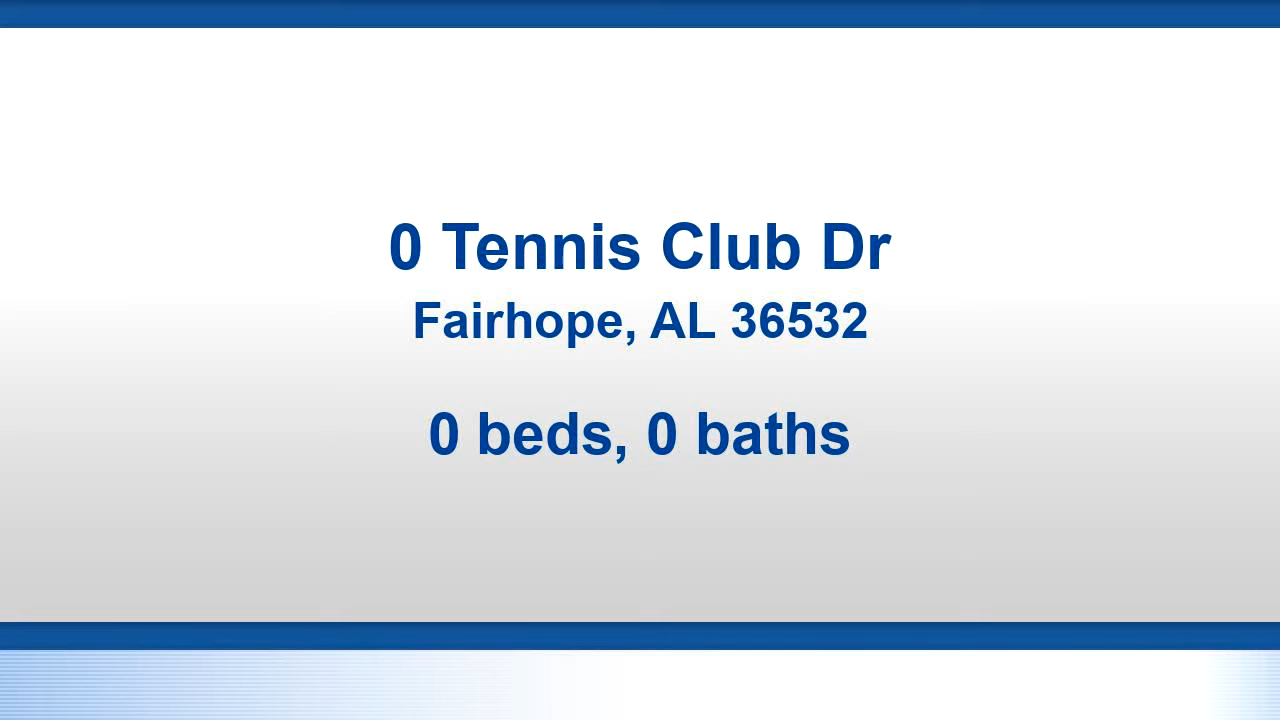 0 Tennis Club Dr
Fairhope, AL 36532
0 beds, 0 baths